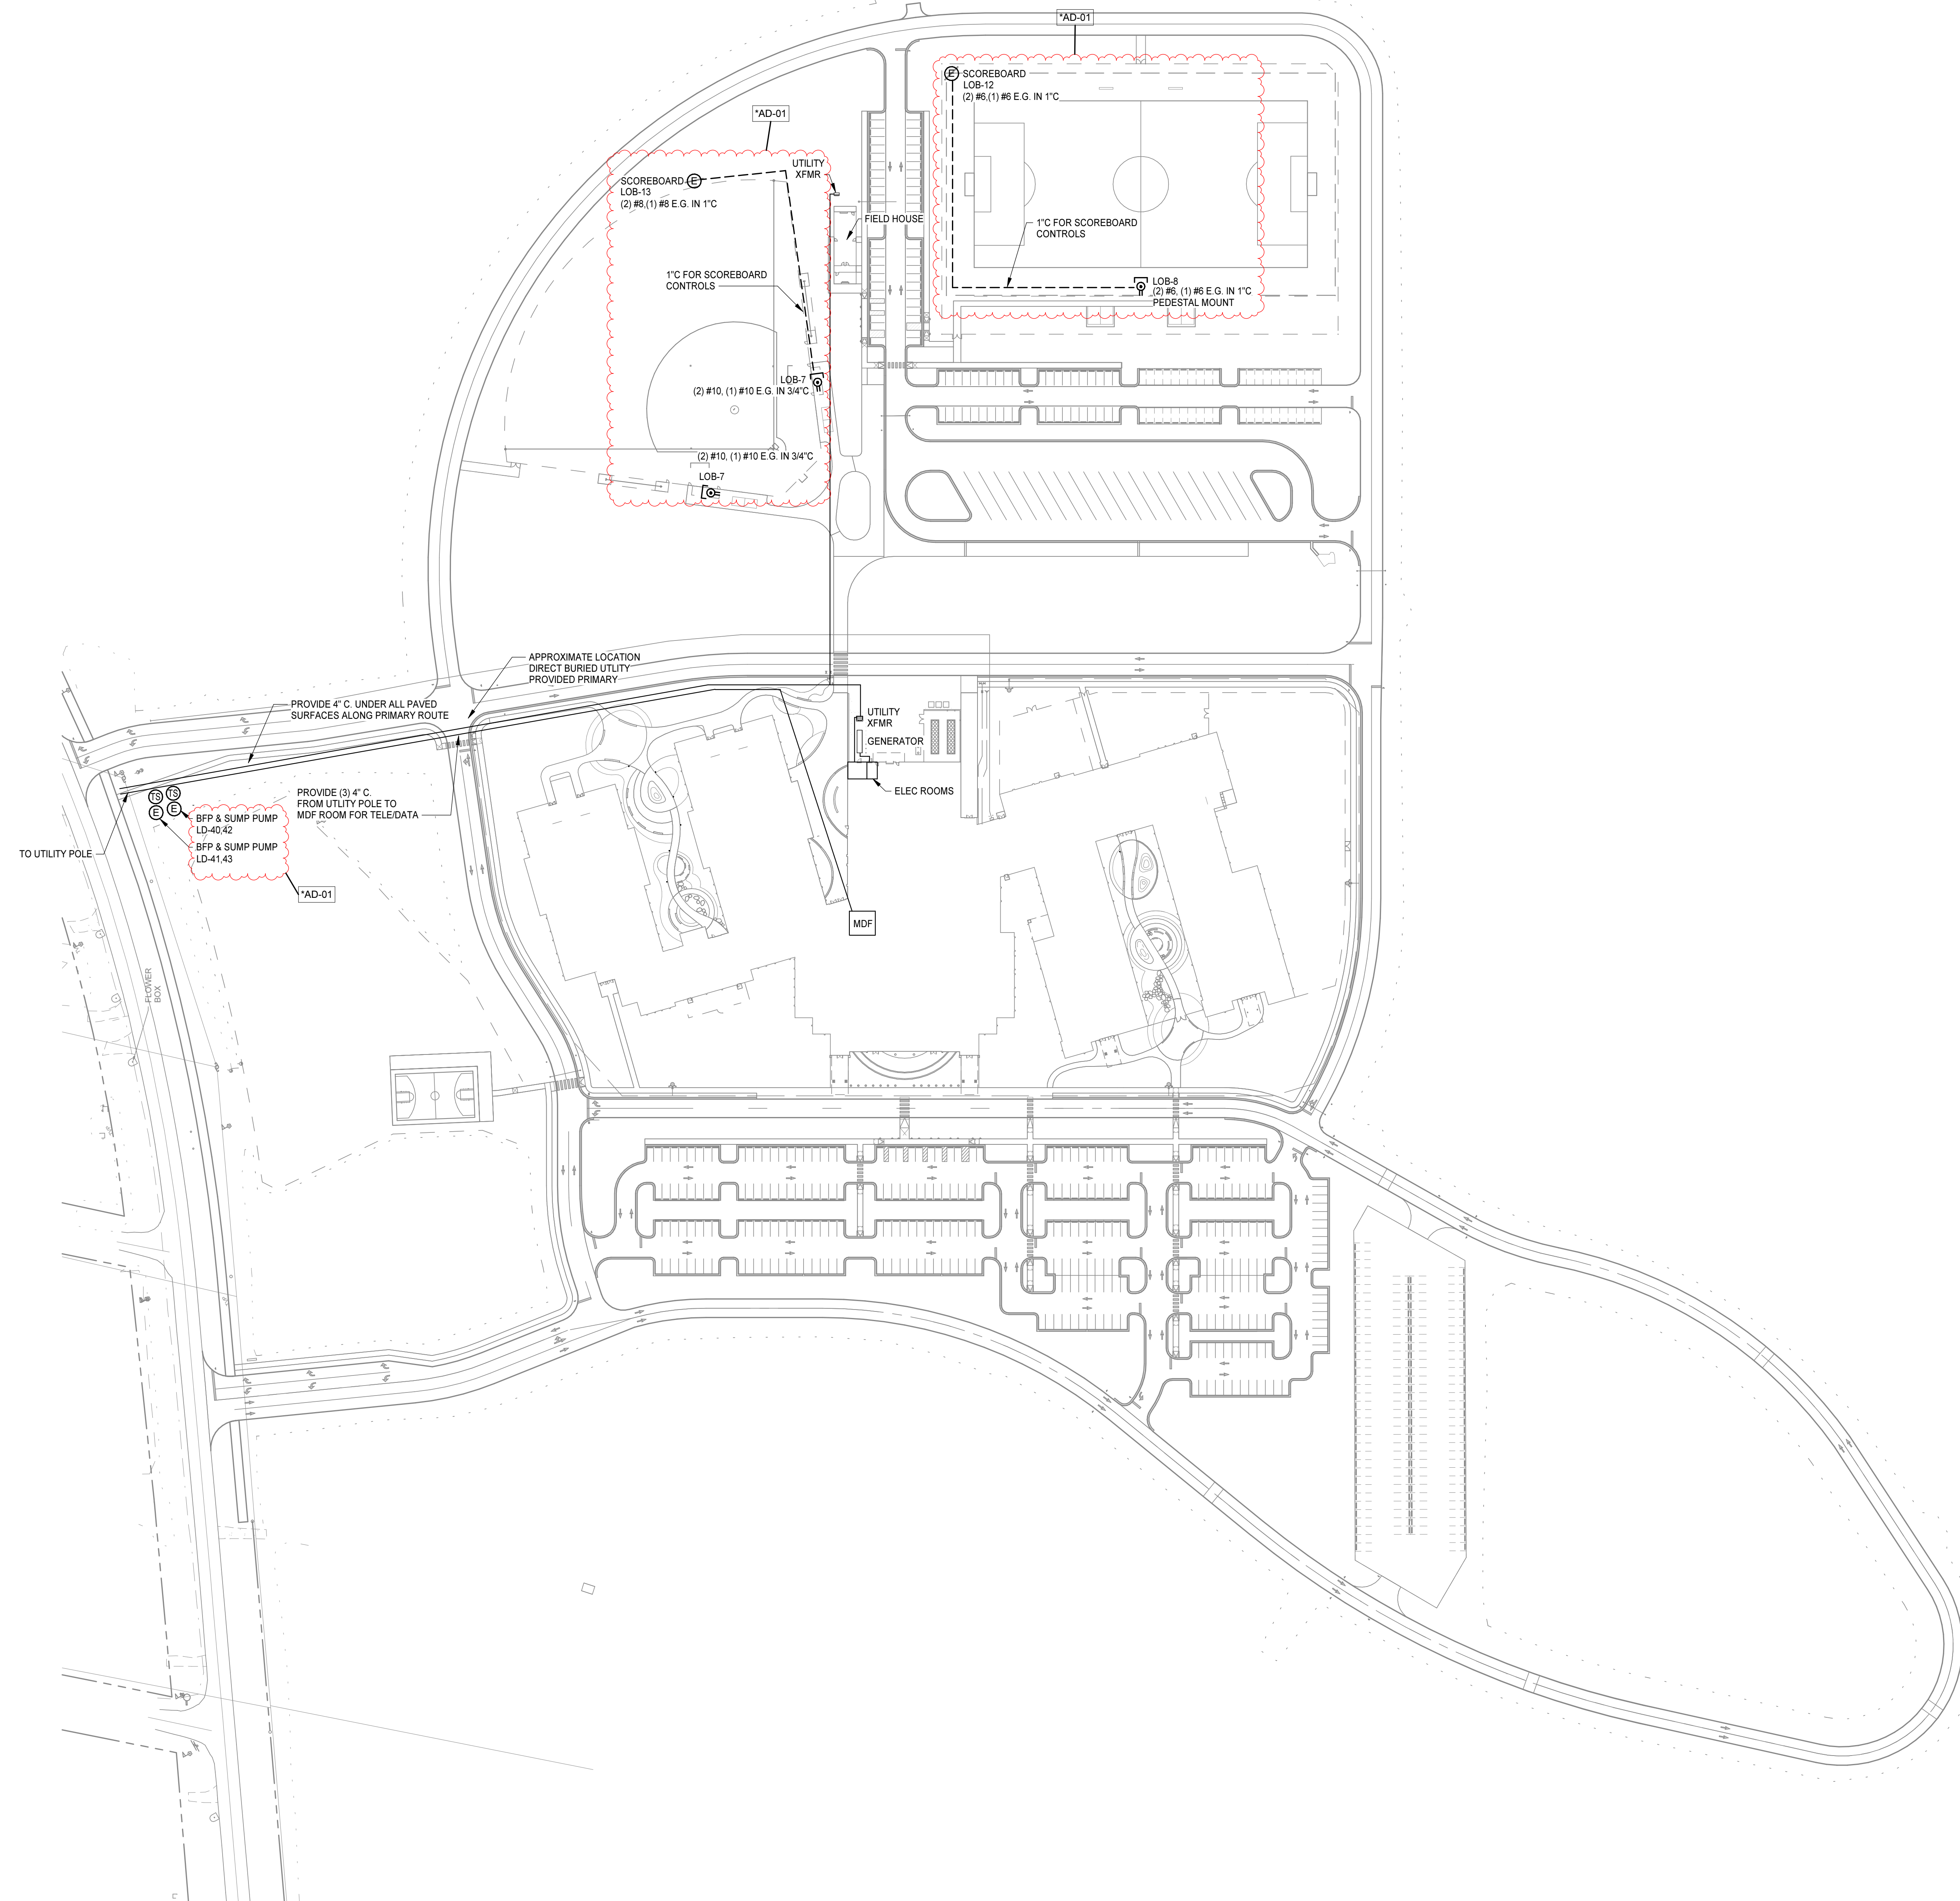 *AD-01
SCOREBOARD
LOB-12
(2) #6,(1) #6 E.G. IN 1"C
*AD-01
UTILITY
XFMR
SCOREBOARD
E
LOB-13
(2) #8,(1) #8 E.G. IN 1"C
FIELD HOUSE
1"C FOR SCOREBOARD
CONTROLS
1"C FOR SCOREBOARD
CONTROLS
LOB-8
(2) #6, (1) #6 E.G. IN 1"C
PEDESTAL MOUNT
LOB-7
(2) #10, (1) #10 E.G. IN 3/4"C
(2) #10, (1) #10 E.G. IN 3/4"C
LOB-7
APPROXIMATE LOCATION
DIRECT BURIED UTLITY
PROVIDED PRIMARY
PROVIDE 4" C. UNDER ALL PAVED
SURFACES ALONG PRIMARY ROUTE
UTILITY
XFMR
GENERATOR
ELEC ROOMS
TS
TS
E
E
PROVIDE (3) 4" C.
FROM UTLITY POLE TO
MDF ROOM FOR TELE/DATA
BFP & SUMP PUMP
LD-40,42
BFP & SUMP PUMP
LD-41,43
TO UTILITY POLE
*AD-01
MDF
FLOWER
BOX